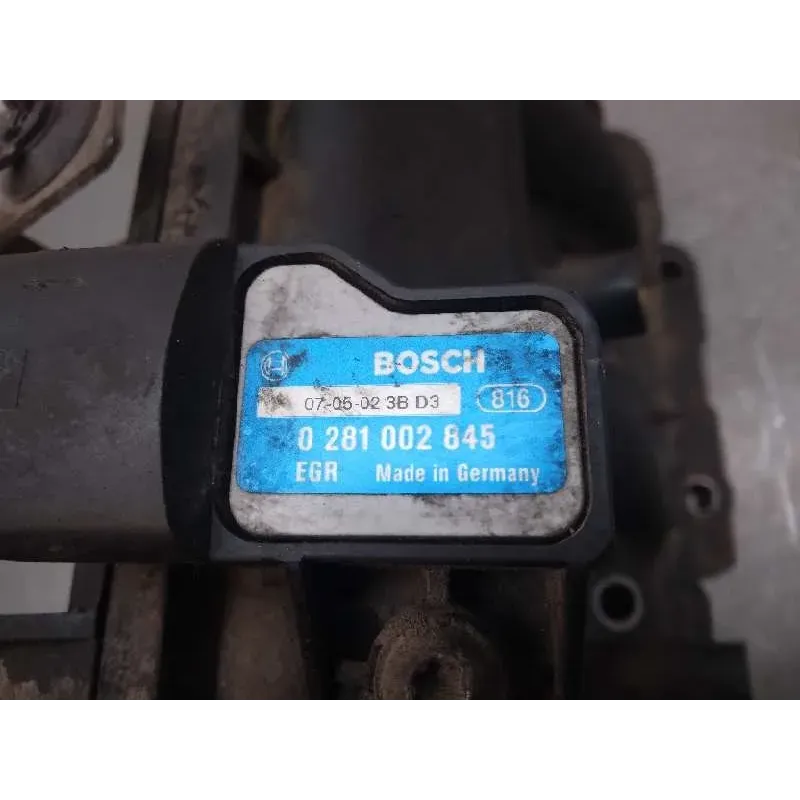 BOSCH
07-05-02 3B D3 816
0 281 002 845
EGR Made in Germany